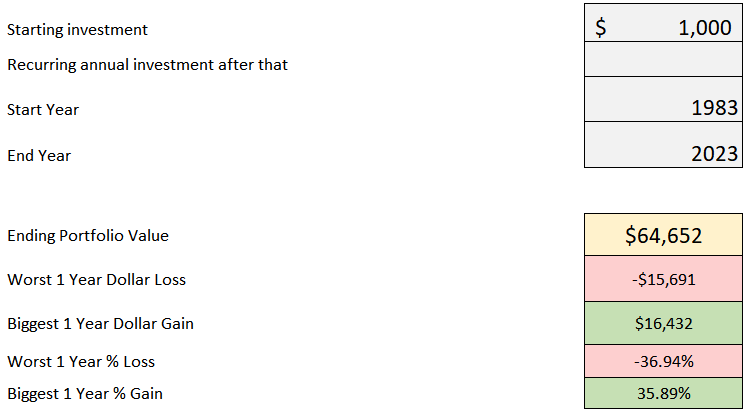 Starting investment $ 1,000
Recurring annual investment after that
Start Year 1983
End Year 2023
Ending Portfolio Value $64,652
Worst 1 Year Dollar Loss -$15,691
Biggest 1 Year Dollar Gain $16,432
Worst 1 Year % Loss -36.94%
Biggest 1 Year % Gain 35.89%